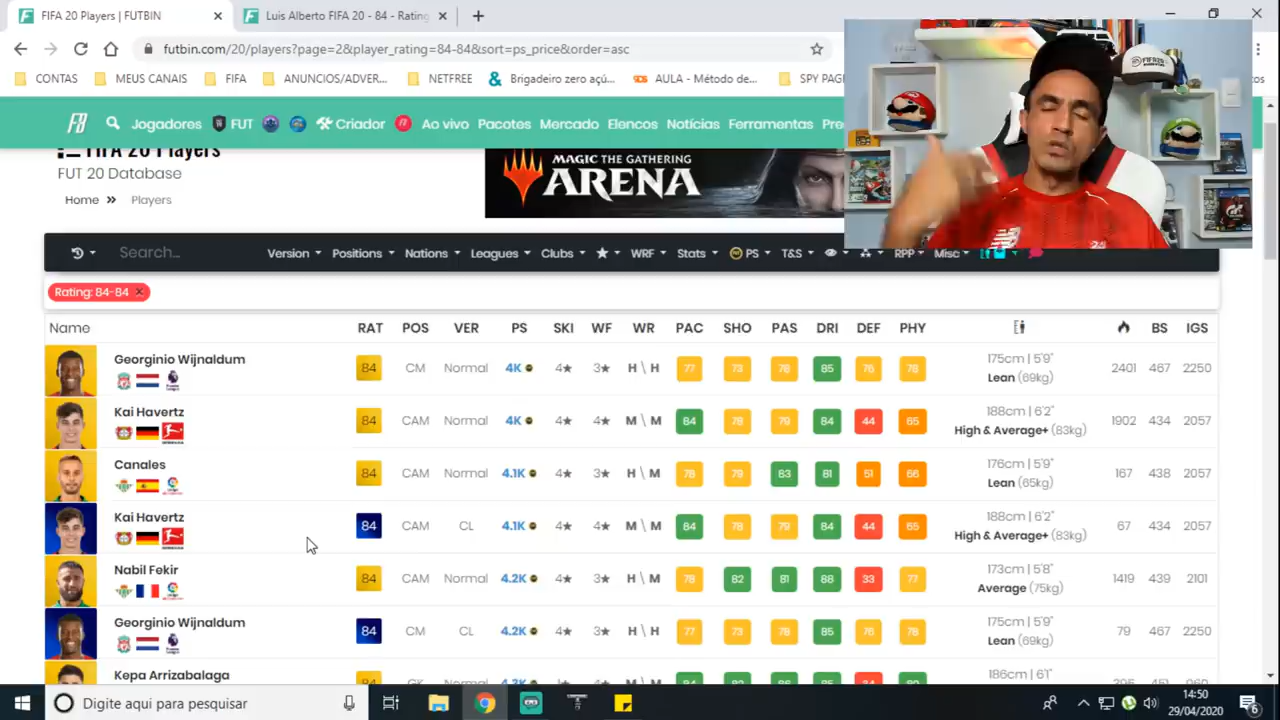 FIFA 20 Players | FUTBIN
Luis Alberto FIFA 20 - 84 - Rating
futbin.com/20/players?page=2&player_rating=84-84&sort=ps_price&order=asc
CONTAS MEUS CANAIS FIFA ANUNCIOS/ADVER... NETFREE Brigadeiro zero açú... AULA - Método de... SPY PAG
Jogadores FUT Criador Ao vivo Pacotes Mercado Elencos Notícias Ferramentas Pre
FIFA 20 Players
FUT 20 Database
Home Players
MAGIC THE GATHERING
ARENA
Search... Version Positions Nations Leagues Clubs WRF Stats PS T&S RPP Misc
Rating: 84-84 ×
Name RAT POS VER PS SKI WF WR PAC SHO PAS DRI DEF PHY BS IGS
Georginio Wijnaldum 84 CM Normal 4K 4★ 3★ H \ H 77 73 78 85 76 78 175cm | 5'9" Lean (69kg) 2401 467 2250
Kai Havertz 84 CAM Normal 4K 4★ 4★ M \ M 84 78 79 84 44 65 188cm | 6'2" High & Average+ (83kg) 1902 434 2057
Canales 84 CAM Normal 4.1K 4★ 3★ H \ M 78 79 83 81 51 66 176cm | 5'9" Lean (65kg) 167 438 2057
Kai Havertz 84 CAM CL 4.1K 4★ 4★ M \ M 84 78 79 84 44 65 188cm | 6'2" High & Average+ (83kg) 67 434 2057
Nabil Fekir 84 CAM Normal 4.2K 4★ 4★ H \ M 78 82 81 88 33 77 173cm | 5'8" Average (75kg) 1419 439 2101
Georginio Wijnaldum 84 CM CL 4.2K 4★ 3★ H \ H 77 73 78 85 76 78 175cm | 5'9" Lean (69kg) 79 467 2250
Kepa Arrizabalaga 84 GK Normal 186cm | 6'1"
Digite aqui para pesquisar
14:50
29/04/2020
6